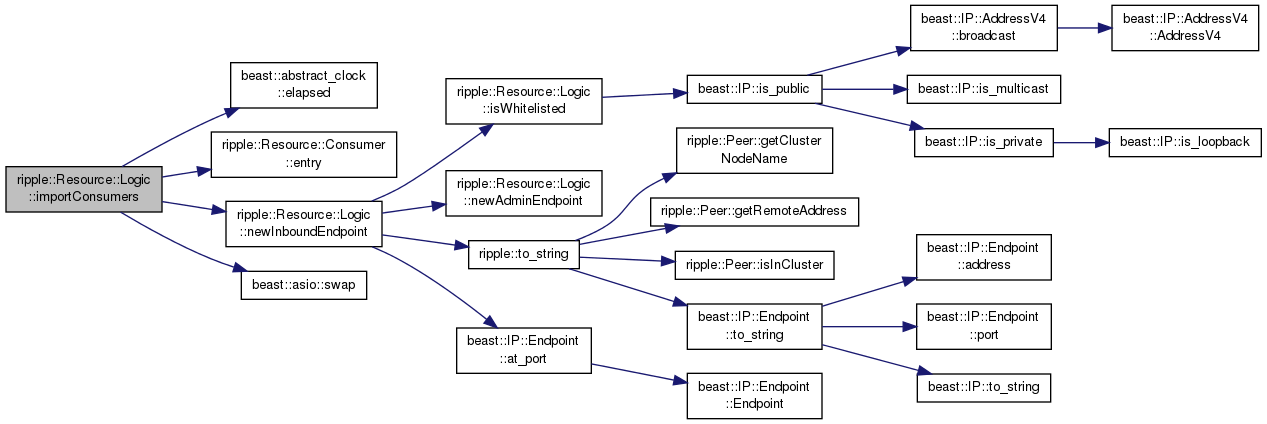 ripple::Resource::Logic
::importConsumers
beast::abstract_clock
::elapsed
ripple::Resource::Consumer
::entry
ripple::Resource::Logic
::newInboundEndpoint
beast::asio::swap
ripple::Resource::Logic
::isWhitelisted
ripple::Resource::Logic
::newAdminEndpoint
ripple::to_string
beast::IP::Endpoint
::at_port
beast::IP::is_public
ripple::Peer::getCluster
NodeName
ripple::Peer::getRemoteAddress
ripple::Peer::isInCluster
beast::IP::Endpoint
::to_string
beast::IP::Endpoint
::Endpoint
beast::IP::AddressV4
::broadcast
beast::IP::is_multicast
beast::IP::is_private
beast::IP::Endpoint
::address
beast::IP::Endpoint
::port
beast::IP::to_string
beast::IP::AddressV4
::AddressV4
beast::IP::is_loopback